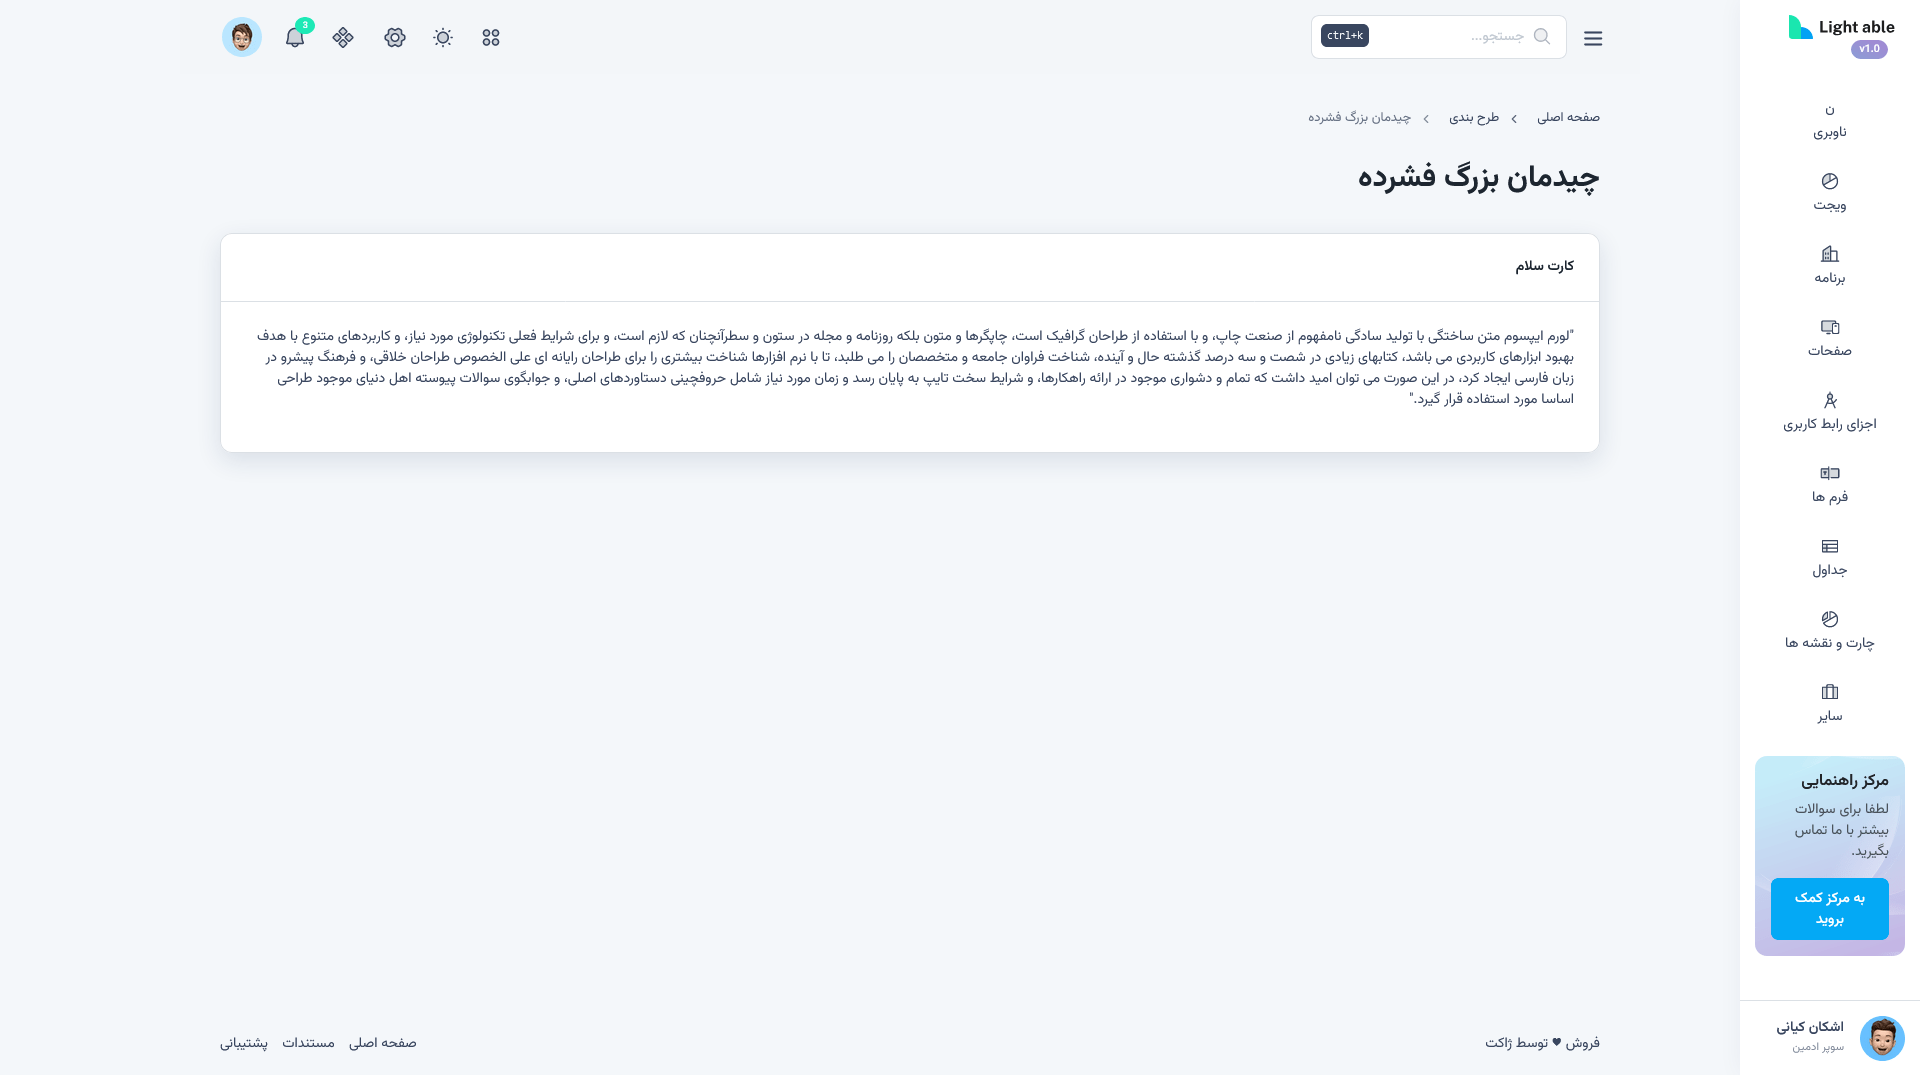 Light able
v1.0
ن
ناوبری
ویجت
برنامه
صفحات
اجزای رابط کاربری
فرم ها
جداول
چارت و نقشه ها
سایر
مرکز راهنمایی
لطفا برای سوالات
بیشتر با ما تماس
بگیرید.
به مرکز کمک
بروید
اشکان کیانی
سوپر ادمین
جستجو...
ctrl+k
3
صفحه اصلی
طرح بندی
چیدمان بزرگ فشرده
چیدمان بزرگ فشرده
کارت سلام
"لورم ایپسوم متن ساختگی با تولید سادگی نامفهوم از صنعت چاپ، و با استفاده از طراحان گرافیک است، چاپگرها و متون بلکه روزنامه و مجله در ستون و سطرآنچنان که لازم است، و برای شرایط فعلی تکنولوژی مورد نیاز، و کاربردهای متنوع با هدف
بهبود ابزارهای کاربردی می باشد، کتابهای زیادی در شصت و سه درصد گذشته حال و آینده، شناخت فراوان جامعه و متخصصان را می طلبد، تا با نرم افزارها شناخت بیشتری را برای طراحان رایانه ای علی الخصوص طراحان خلاقی، و فرهنگ پیشرو در
زبان فارسی ایجاد کرد، در این صورت می توان امید داشت که تمام و دشواری موجود در ارائه راهکارها، و شرایط سخت تایپ به پایان رسد و زمان مورد نیاز شامل حروفچینی دستاوردهای اصلی، و جوابگوی سوالات پیوسته اهل دنیای موجود طراحی
اساسا مورد استفاده قرار گیرد."
فروش ♥ توسط ژاکت
صفحه اصلی
مستندات
پشتیبانی